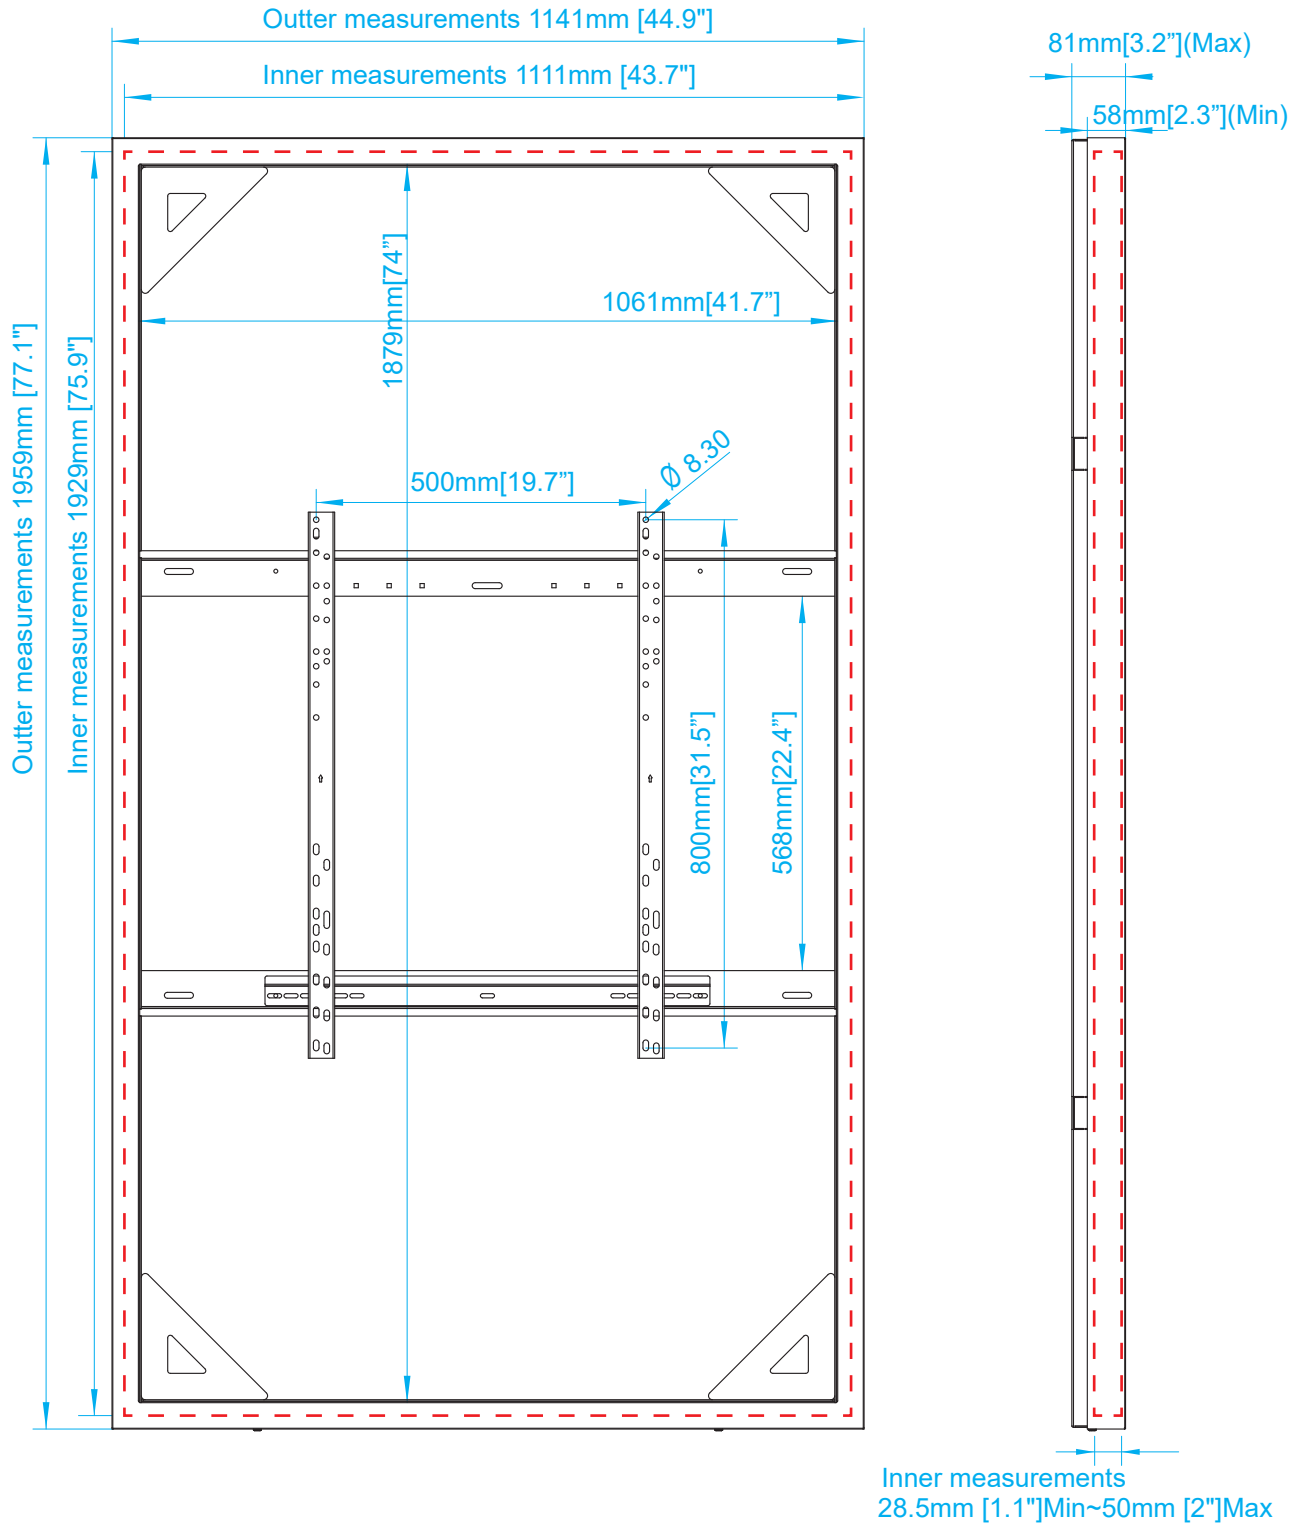 Outter measurements 1141mm [44.9"]
Inner measurements 1111mm [43.7"]
81mm[3.2”](Max)
58mm[2.3”](Min)
1879mm[74”]
1061mm[41.7”]
Outter measurements 1959mm [77.1"]
Inner measurements 1929mm [75.9"]
500mm[19.7”]
Ø 8.30
800mm[31.5”]
568mm[22.4”]
Inner measurements
28.5mm [1.1"]Min~50mm [2"]Max